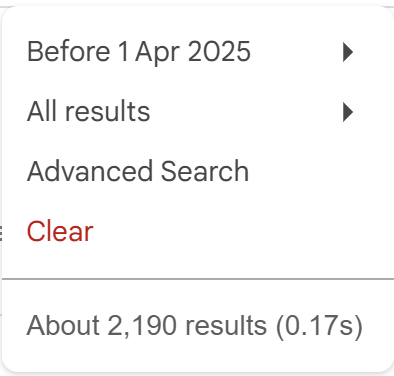 Before 1 Apr 2025
All results
Advanced Search
Clear
About 2,190 results (0.17s)